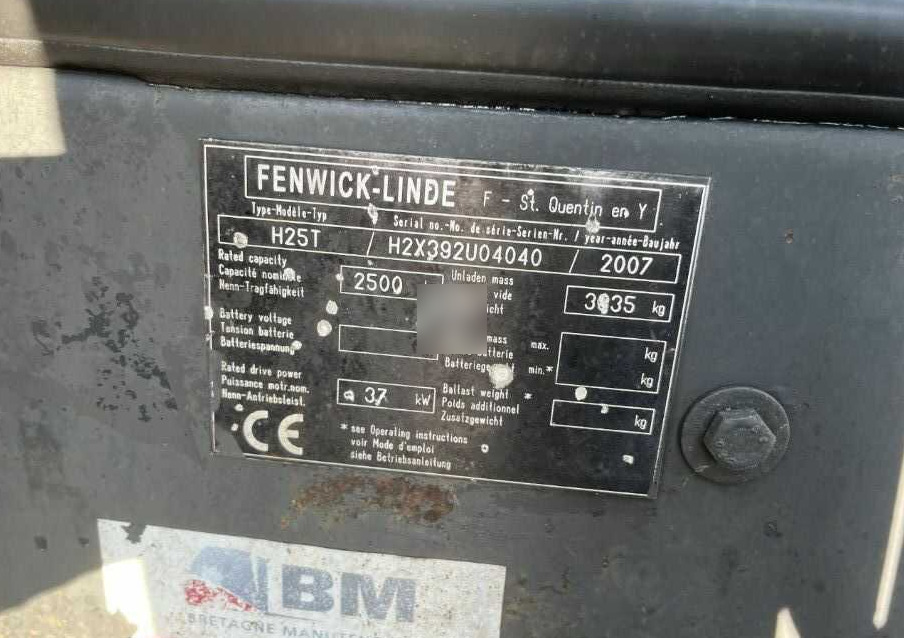 FENWICK-LINDE F - St. Quentin en Y
Type-Modèle-Typ Serial no.-No. de série-Serien-Nr. / year-année-Baujahr
H25T / H2X392U04040 / 2007
Rated capacity
Capacité nominale
Nenn-Tragfähigkeit
2500
Unladen mass
vide
kg
Battery voltage
Tension batterie
Batteriespannung
mass max.
min.*
kg
kg
Rated drive power
Puissance motr.nom.
Nenn-Antriebsleist.
37 kW
Ballast weight *
Poids additionnel
Zusatzgewicht
kg
CE
* see Operating instructions
voir Mode d'emploi
siehe Betriebsanleitung
BM
BRETAGNE